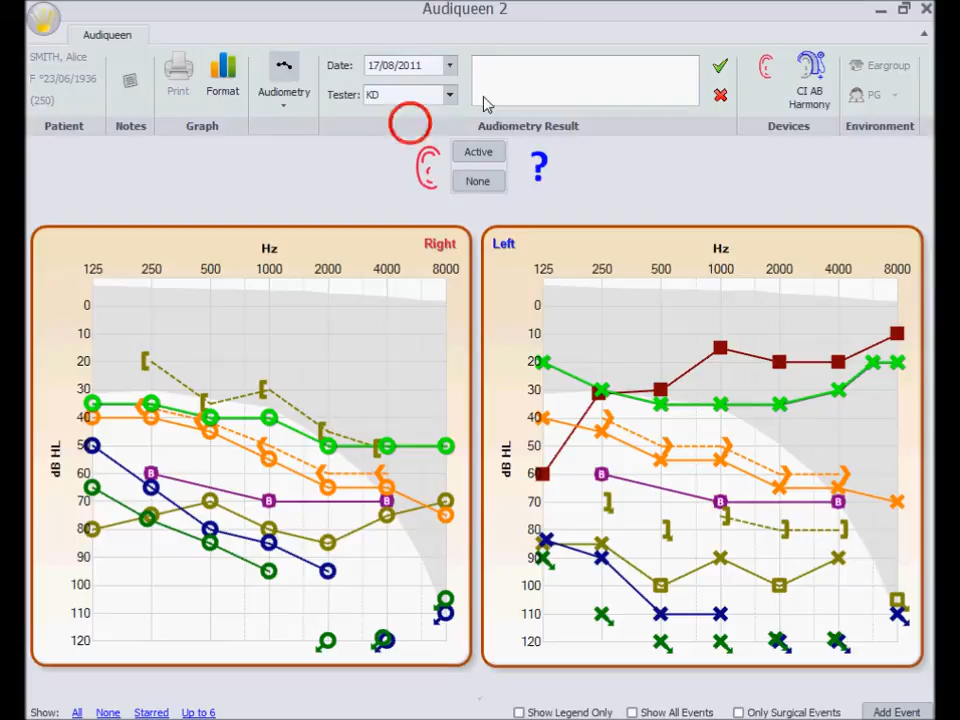 Audiqueen 2
Audiqueen
SMITH, Alice
F °23/06/1936
(250)
Patient
Notes
Print
Format
Graph
Audiometry
Date: 17/08/2011
Tester: KD
Audiometry Result
CI AB
Harmony
Devices
Eargroup
PG
Environment
Active
None
?
Hz
Right
125 250 500 1000 2000 4000 8000
0
10
20
30
40
50
60
70
80
90
100
110
120
dB HL
B B B
Left
Hz
125 250 500 1000 2000 4000 8000
0
10
20
30
40
50
60
70
80
90
100
110
120
dB HL
B B B
Show: All None Starred Up to 6
Show Legend Only Show All Events Only Surgical Events Add Event